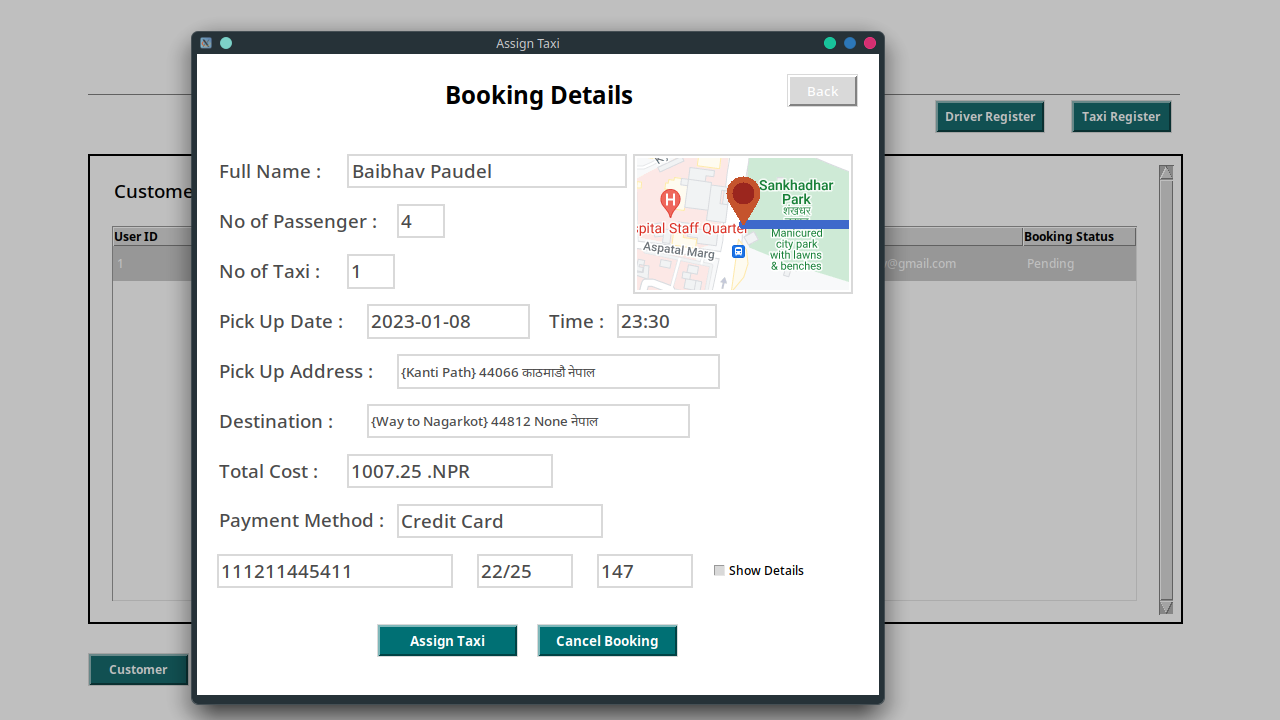 Assign Taxi
Booking Details
Back
Driver Register
Taxi Register
Custome
Full Name :
Baibhav Paudel
No of Passenger :
4
No of Taxi :
1
Sankhadhar
Park
शंखधर
Manicured
city park
with lawns
& benches
spital Staff Quarter
Aspatal Marg
H
User ID
Booking Status
1
@gmail.com
Pending
Pick Up Date :
2023-01-08
Time :
23:30
Pick Up Address :
{Kanti Path} 44066 काठमाडौ नेपाल
Destination :
{Way to Nagarkot} 44812 None नेपाल
Total Cost :
1007.25 .NPR
Payment Method :
Credit Card
111211445411
22/25
147
Show Details
Assign Taxi
Cancel Booking
Customer